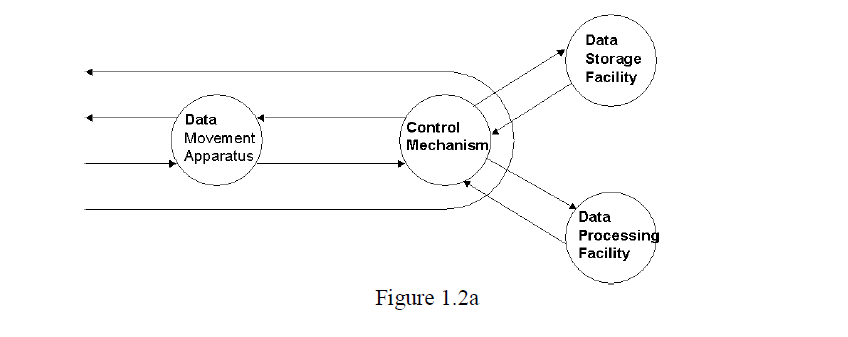 Data
Storage
Facility
Data
Movement
Apparatus
Control
Mechanism
Data
Processing
Facility
Figure 1.2a